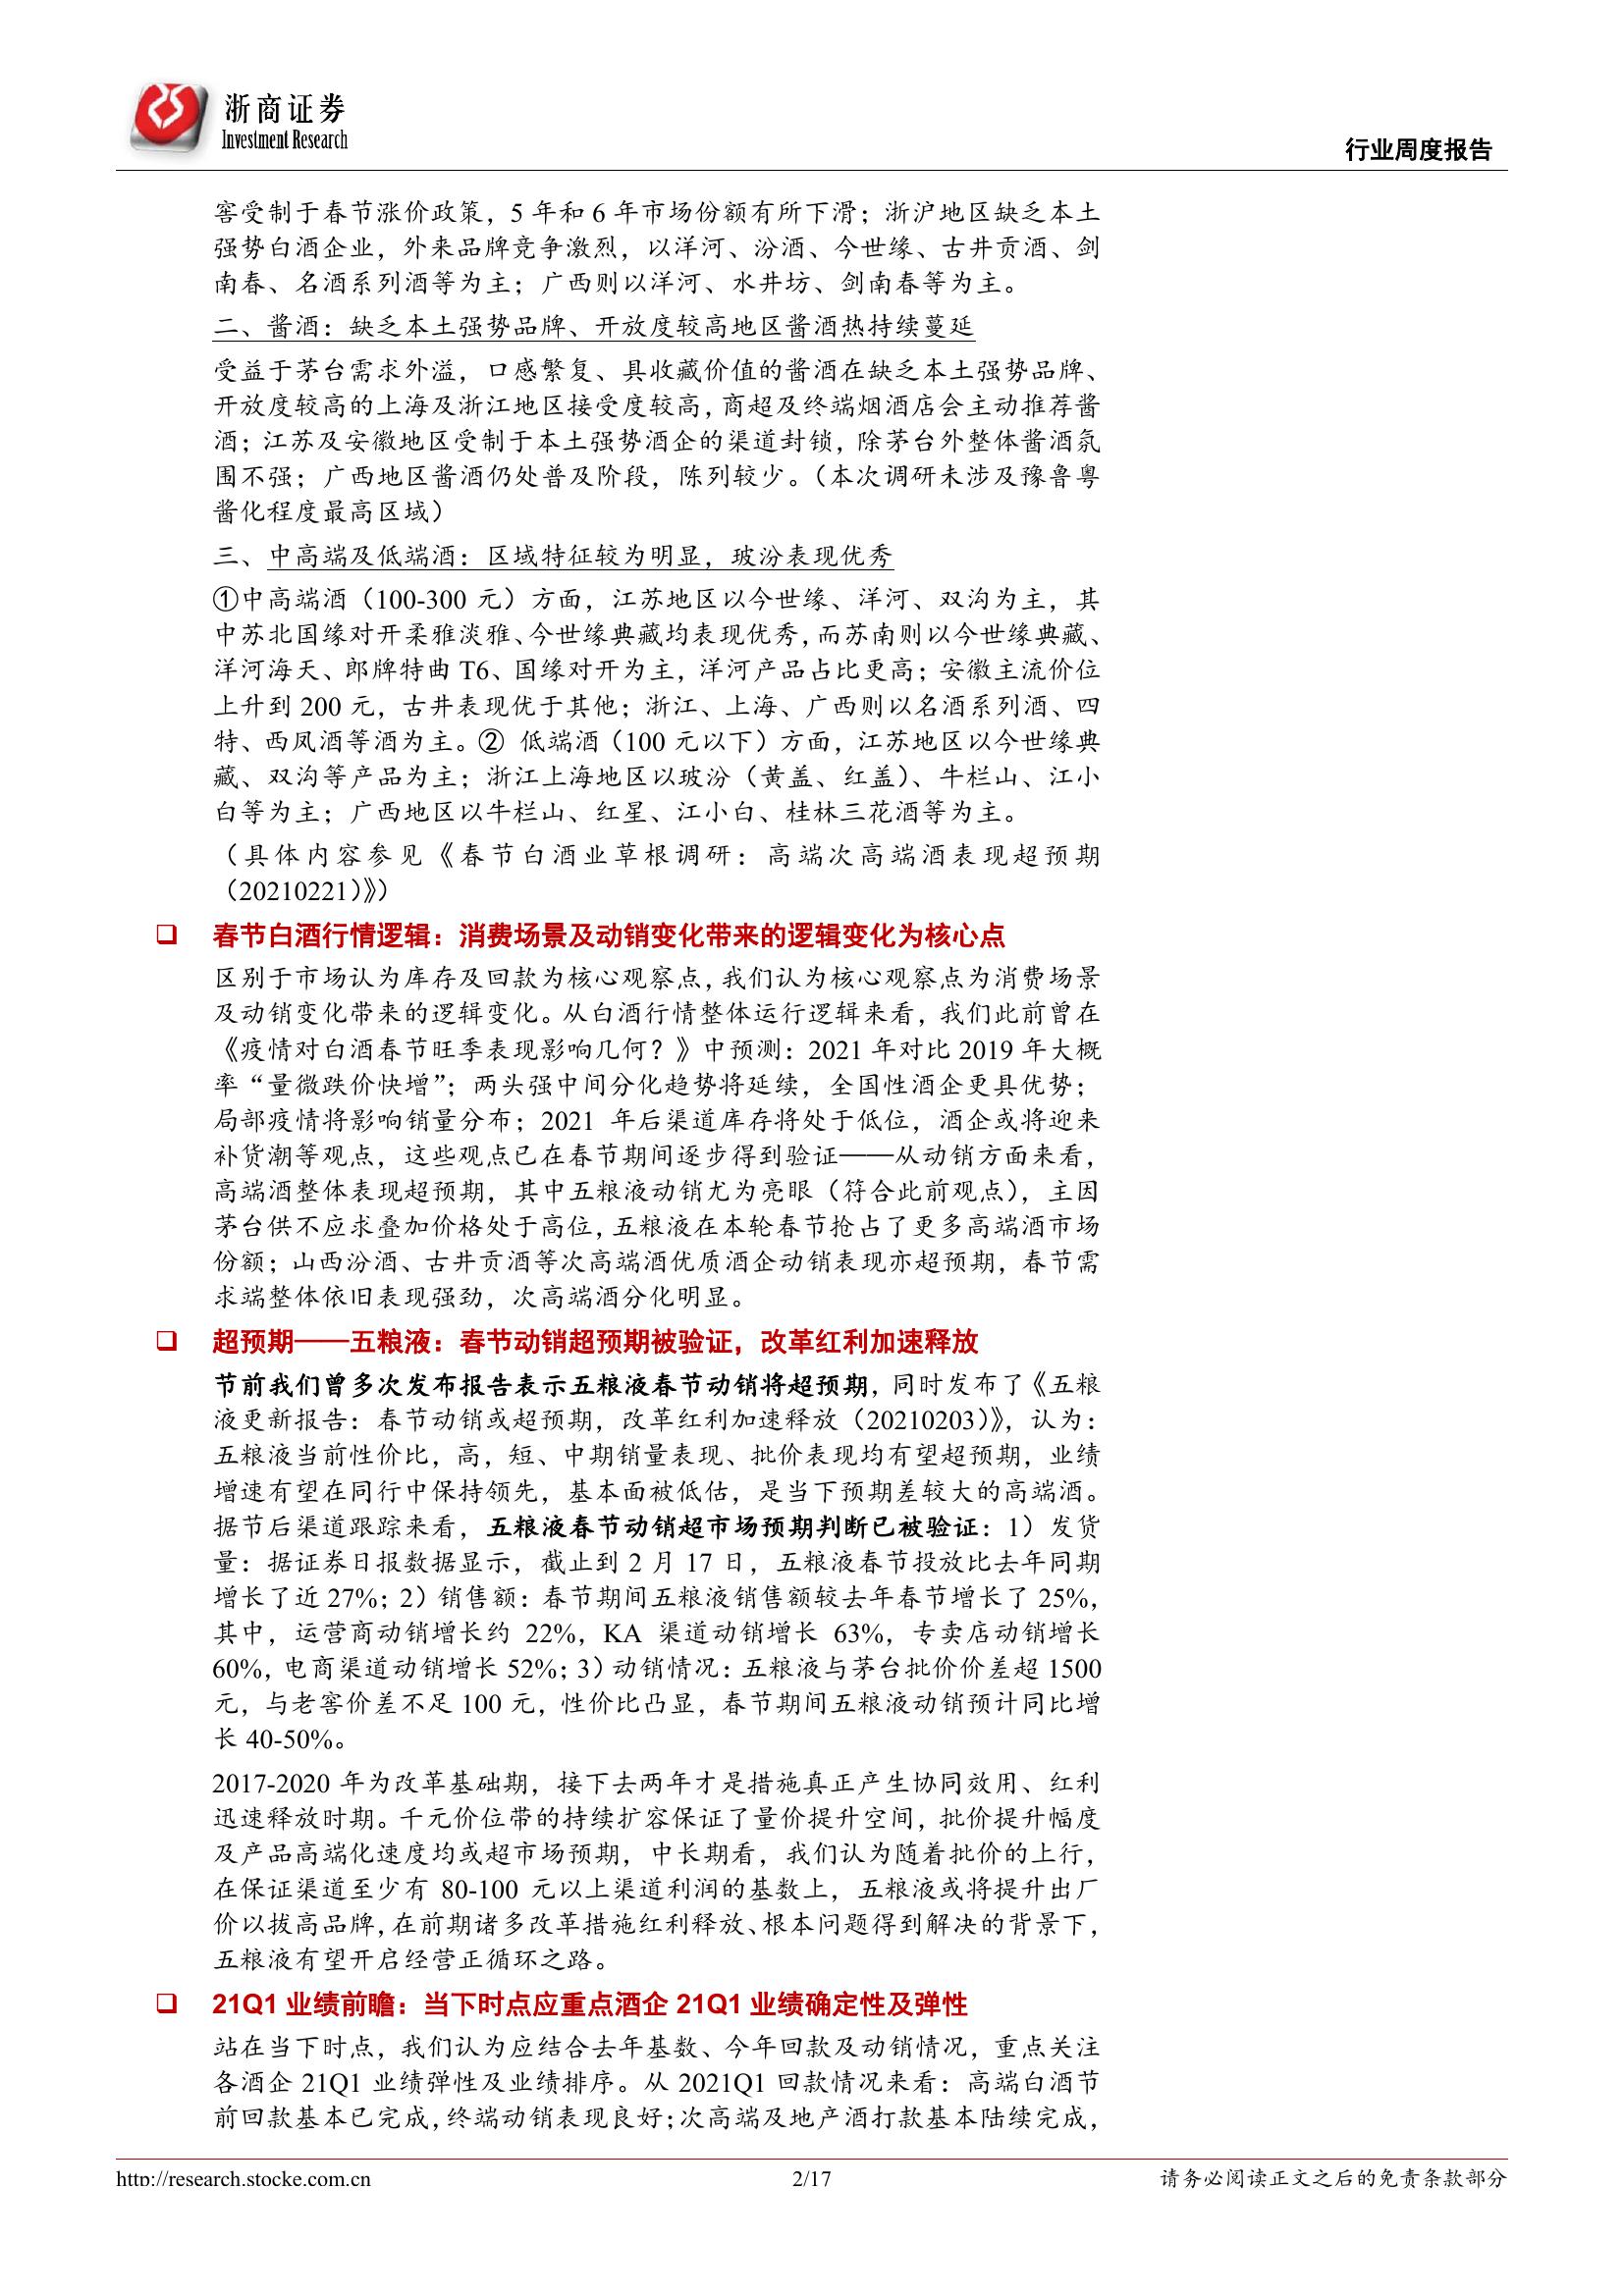 浙商证券
Investment Research
行业周度报告
窖受制于春节涨价政策，5 年和 6 年市场份额有所下滑；浙沪地区缺乏本土
强势白酒企业，外来品牌竞争激烈，以洋河、汾酒、今世缘、古井贡酒、剑
南春、名酒系列酒等为主；广西则以洋河、水井坊、剑南春等为主。
二、酱酒：缺乏本土强势品牌、开放度较高地区酱酒热持续蔓延
受益于茅台需求外溢，口感繁复、具收藏价值的酱酒在缺乏本土强势品牌、
开放度较高的上海及浙江地区接受度较高，商超及终端烟酒店会主动推荐酱
酒；江苏及安徽地区受制于本土强势酒企的渠道封锁，除茅台外整体酱酒氛
围不强；广西地区酱酒仍处普及阶段，陈列较少。（本次调研未涉及豫鲁粤
酱化程度最高区域）
三、中高端及低端酒：区域特征较为明显，玻汾表现优秀
①中高端酒（100-300 元）方面，江苏地区以今世缘、洋河、双沟为主，其
中苏北国缘对开柔雅淡雅、今世缘典藏均表现优秀，而苏南则以今世缘典藏、
洋河海天、郎牌特曲 T6、国缘对开为主，洋河产品占比更高；安徽主流价位
上升到 200 元，古井表现优于其他；浙江、上海、广西则以名酒系列酒、四
特、西凤酒等酒为主。② 低端酒（100 元以下）方面，江苏地区以今世缘典
藏、双沟等产品为主；浙江上海地区以玻汾（黄盖、红盖）、牛栏山、江小
白等为主；广西地区以牛栏山、红星、江小白、桂林三花酒等为主。
（具体内容参见《春节白酒业草根调研：高端次高端酒表现超预期
（20210221）》）
❑ 春节白酒行情逻辑：消费场景及动销变化带来的逻辑变化为核心点
区别于市场认为库存及回款为核心观察点，我们认为核心观察点为消费场景
及动销变化带来的逻辑变化。从白酒行情整体运行逻辑来看，我们此前曾在
《疫情对白酒春节旺季表现影响几何？》中预测：2021 年对比 2019 年大概
率“量微跌价快增”；两头强中间分化趋势将延续，全国性酒企更具优势；
局部疫情将影响销量分布；2021 年后渠道库存将处于低位，酒企或将迎来
补货潮等观点，这些观点已在春节期间逐步得到验证——从动销方面来看，
高端酒整体表现超预期，其中五粮液动销尤为亮眼（符合此前观点），主因
茅台供不应求叠加价格处于高位，五粮液在本轮春节抢占了更多高端酒市场
份额；山西汾酒、古井贡酒等次高端酒优质酒企动销表现亦超预期，春节需
求端整体依旧表现强劲，次高端酒分化明显。
❑ 超预期——五粮液：春节动销超预期被验证，改革红利加速释放
节前我们曾多次发布报告表示五粮液春节动销将超预期，同时发布了《五粮
液更新报告：春节动销或超预期，改革红利加速释放（20210203）》，认为：
五粮液当前性价比，高，短、中期销量表现、批价表现均有望超预期，业绩
增速有望在同行中保持领先，基本面被低估，是当下预期差较大的高端酒。
据节后渠道跟踪来看，五粮液春节动销超市场预期判断已被验证：1）发货
量：据证券日报数据显示，截止到 2 月 17 日，五粮液春节投放比去年同期
增长了近 27%；2）销售额：春节期间五粮液销售额较去年春节增长了 25%，
其中，运营商动销增长约 22%，KA 渠道动销增长 63%，专卖店动销增长
60%，电商渠道动销增长 52%；3）动销情况：五粮液与茅台批价价差超 1500
元，与老窖价差不足 100 元，性价比凸显，春节期间五粮液动销预计同比增
长 40-50%。
2017-2020 年为改革基础期，接下去两年才是措施真正产生协同效用、红利
迅速释放时期。千元价位带的持续扩容保证了量价提升空间，批价提升幅度
及产品高端化速度均或超市场预期，中长期看，我们认为随着批价的上行，
在保证渠道至少有 80-100 元以上渠道利润的基数上，五粮液或将提升出厂
价以拔高品牌，在前期诸多改革措施红利释放、根本问题得到解决的背景下，
五粮液有望开启经营正循环之路。
❑ 21Q1 业绩前瞻：当下时点应重点酒企 21Q1 业绩确定性及弹性
站在当下时点，我们认为应结合去年基数、今年回款及动销情况，重点关注
各酒企 21Q1 业绩弹性及业绩排序。从 2021Q1 回款情况来看：高端白酒节
前回款基本已完成，终端动销表现良好；次高端及地产酒打款基本陆续完成，
http://research.stocke.com.cn
2/17
请务必阅读正文之后的免责条款部分